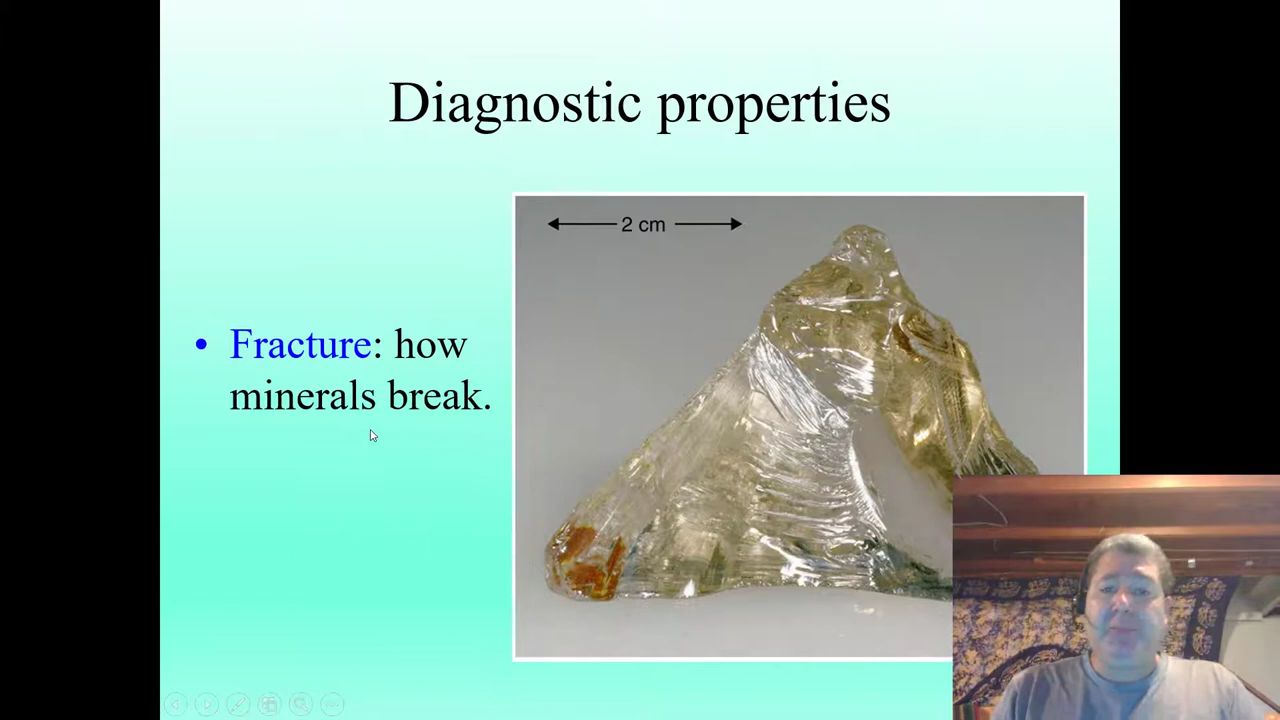 Diagnostic properties
2 cm
• Fracture: how
minerals break.